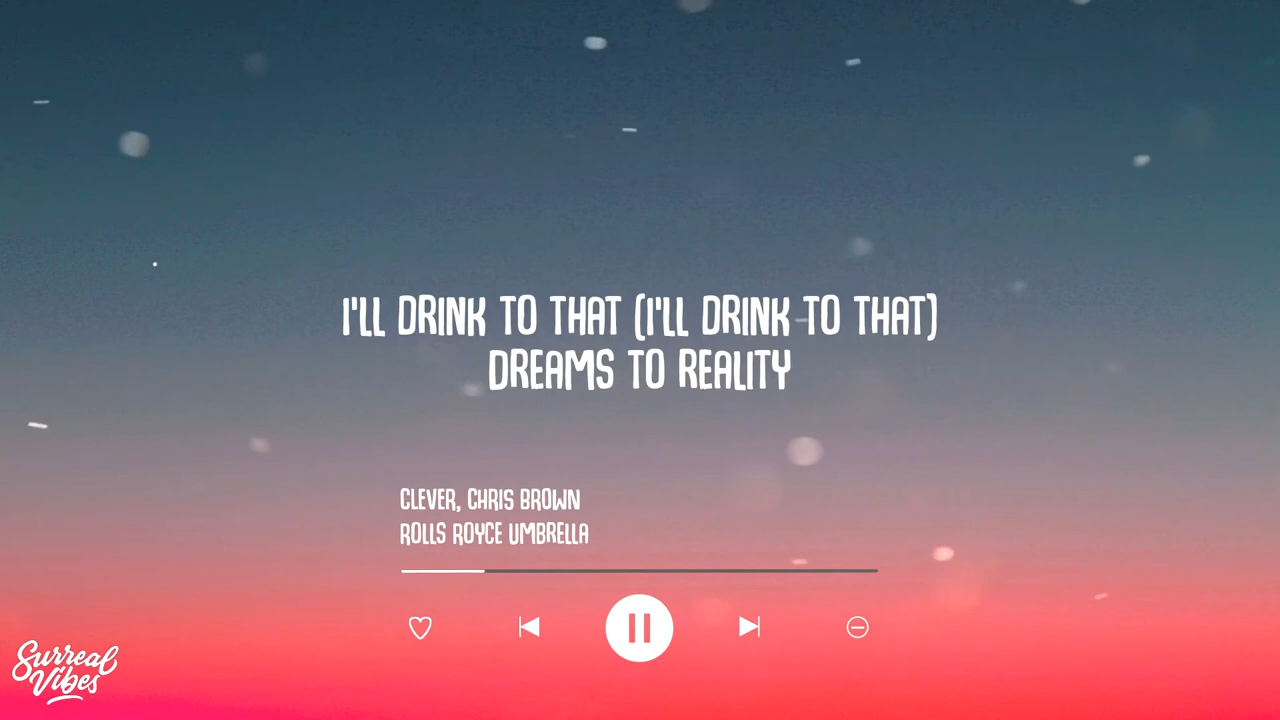 I'LL DRINK TO THAT (I'LL DRINK TO THAT)
DREAMS TO REALITY
CLEVER, CHRIS BROWN
ROLLS ROYCE UMBRELLA
Surreal
Vibes